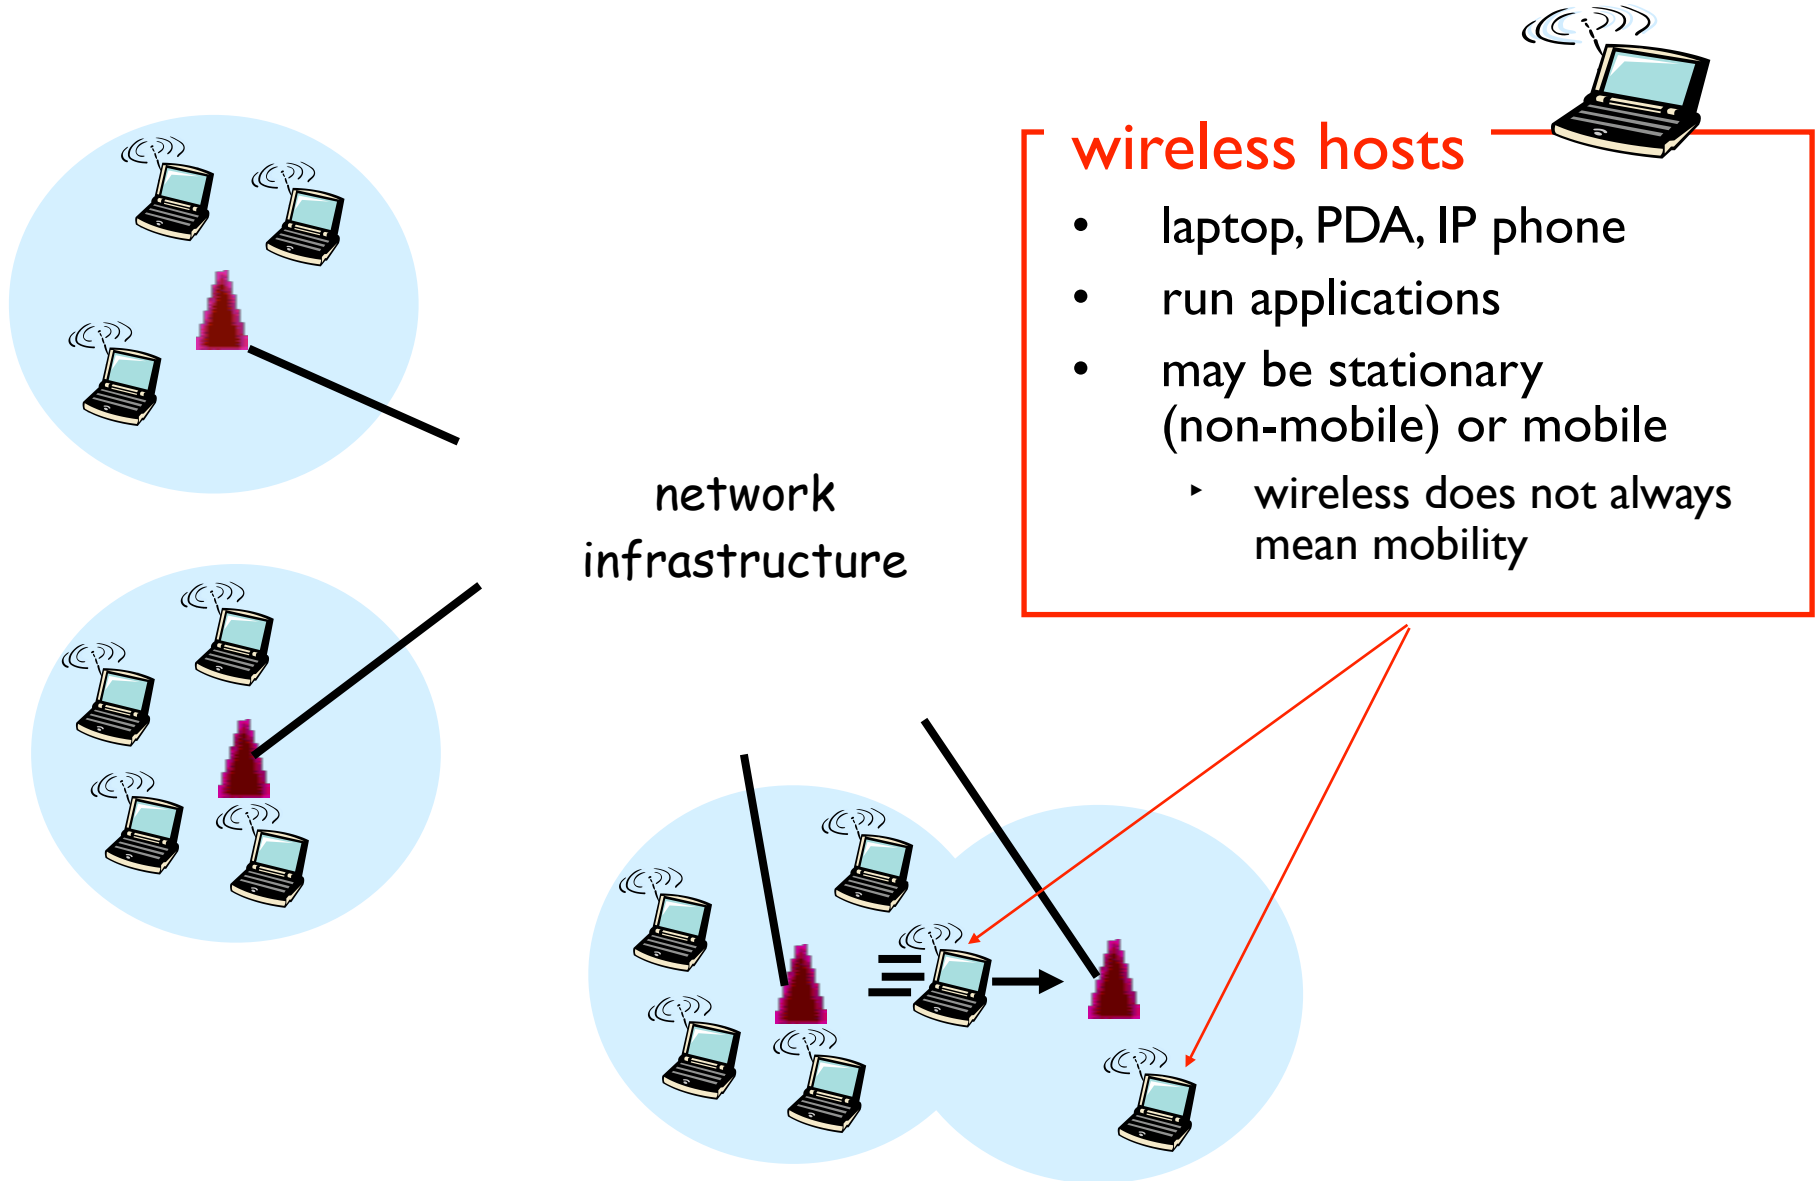 wireless hosts
• laptop, PDA, IP phone
• run applications
• may be stationary
(non-mobile) or mobile
‣ wireless does not always
mean mobility
network
infrastructure